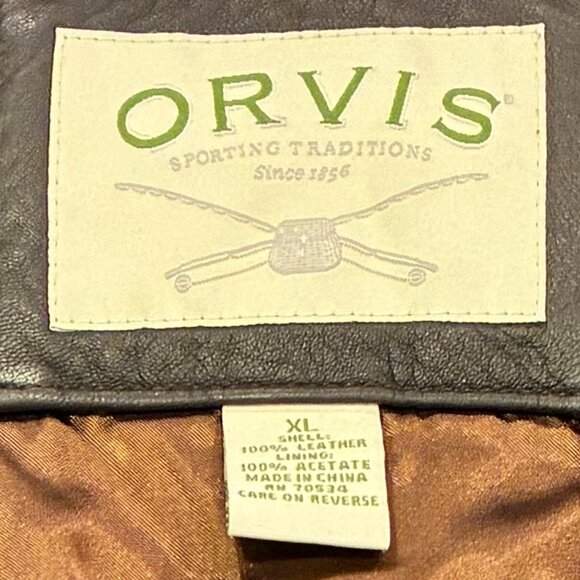 ORVIS
SPORTING TRADITIONS
Since 1856
XL
SHELL:
100% LEATHER
LINING:
100% ACETATE
MADE IN CHINA
RN 70534
CARE ON REVERSE